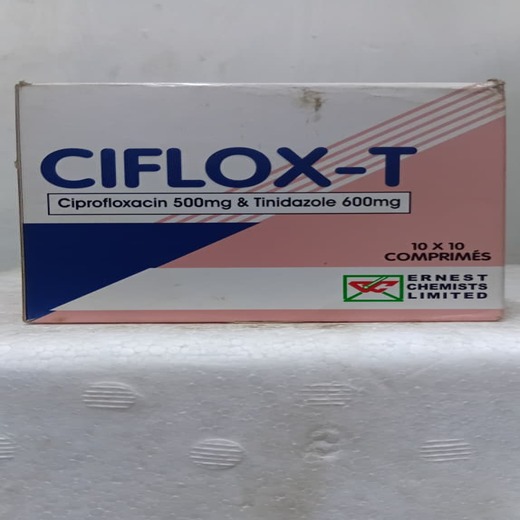 CIFLOX-T
Ciprofloxacin 500mg & Tinidazole 600mg
10 X 10
COMPRIMÉS
ERNEST
CHEMISTS
LIMITED